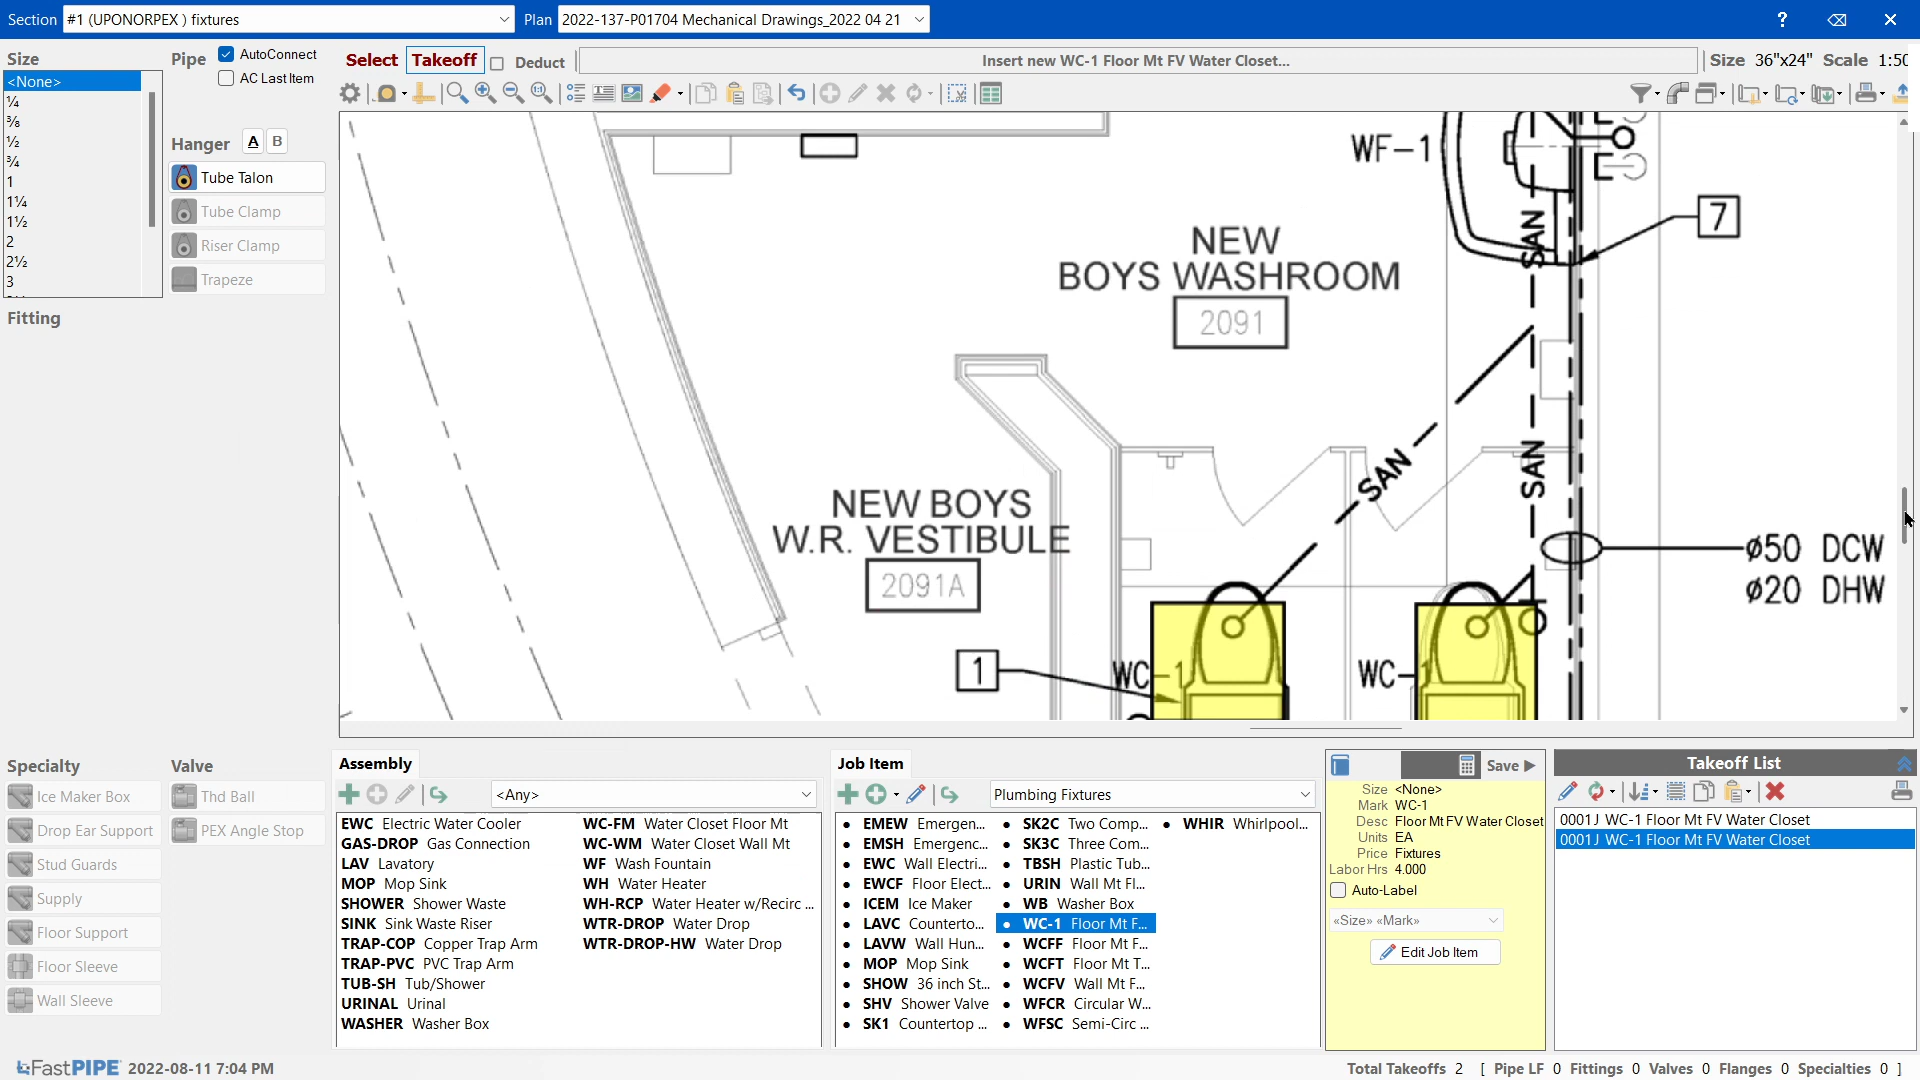 Section #1 (UPONORPEX ) fixtures Plan 2022-137-P01704 Mechanical Drawings_2022 04 21 ?
Size
<None>
¼
⅜
½
¾
1
1¼
1½
2
2½
3
Pipe AutoConnect
AC Last Item
Hanger A B
Tube Talon
Tube Clamp
Riser Clamp
Trapeze
Fitting
Select Takeoff Deduct Insert new WC-1 Floor Mt FV Water Closet... Size 36"x24" Scale 1:50
WF-1
7
NEW
BOYS WASHROOM
2091
SAN
SAN
SAN
NEW BOYS
W.R. VESTIBULE
2091A
ø50 DCW
ø20 DHW
1
WC-1
WC-1
Specialty
Ice Maker Box
Drop Ear Support
Stud Guards
Supply
Floor Support
Floor Sleeve
Wall Sleeve
Valve
Thd Ball
PEX Angle Stop
Assembly
<Any>
EWC Electric Water Cooler
GAS-DROP Gas Connection
LAV Lavatory
MOP Mop Sink
SHOWER Shower Waste
SINK Sink Waste Riser
TRAP-COP Copper Trap Arm
TRAP-PVC PVC Trap Arm
TUB-SH Tub/Shower
URINAL Urinal
WASHER Washer Box
WC-FM Water Closet Floor Mt
WC-WM Water Closet Wall Mt
WF Wash Fountain
WH Water Heater
WH-RCP Water Heater w/Recirc ...
WTR-DROP Water Drop
WTR-DROP-HW Water Drop
Job Item
Plumbing Fixtures
EMEW Emergen...
EMSH Emergenc...
EWC Wall Electri...
EWCF Floor Elect...
ICEM Ice Maker
LAVC Counterto...
LAVW Wall Hun...
MOP Mop Sink
SHOW 36 inch St...
SHV Shower Valve
SK1 Countertop ...
SK2C Two Comp...
SK3C Three Com...
TBSH Plastic Tub...
URIN Wall Mt Fl...
WB Washer Box
WC-1 Floor Mt F...
WCFF Floor Mt F...
WCFT Floor Mt T...
WCFV Wall Mt F...
WFCR Circular W...
WFSC Semi-Circ ...
WHIR Whirlpool...
Save
Size <None>
Mark WC-1
Desc Floor Mt FV Water Closet
Units EA
Price Fixtures
Labor Hrs 4.000
Auto-Label
«Size» «Mark»
Edit Job Item
Takeoff List
0001 J WC-1 Floor Mt FV Water Closet
0001 J WC-1 Floor Mt FV Water Closet
FastPIPE 2022-08-11 7:04 PM
Total Takeoffs 2 [ Pipe LF 0 Fittings 0 Valves 0 Flanges 0 Specialties 0 ]